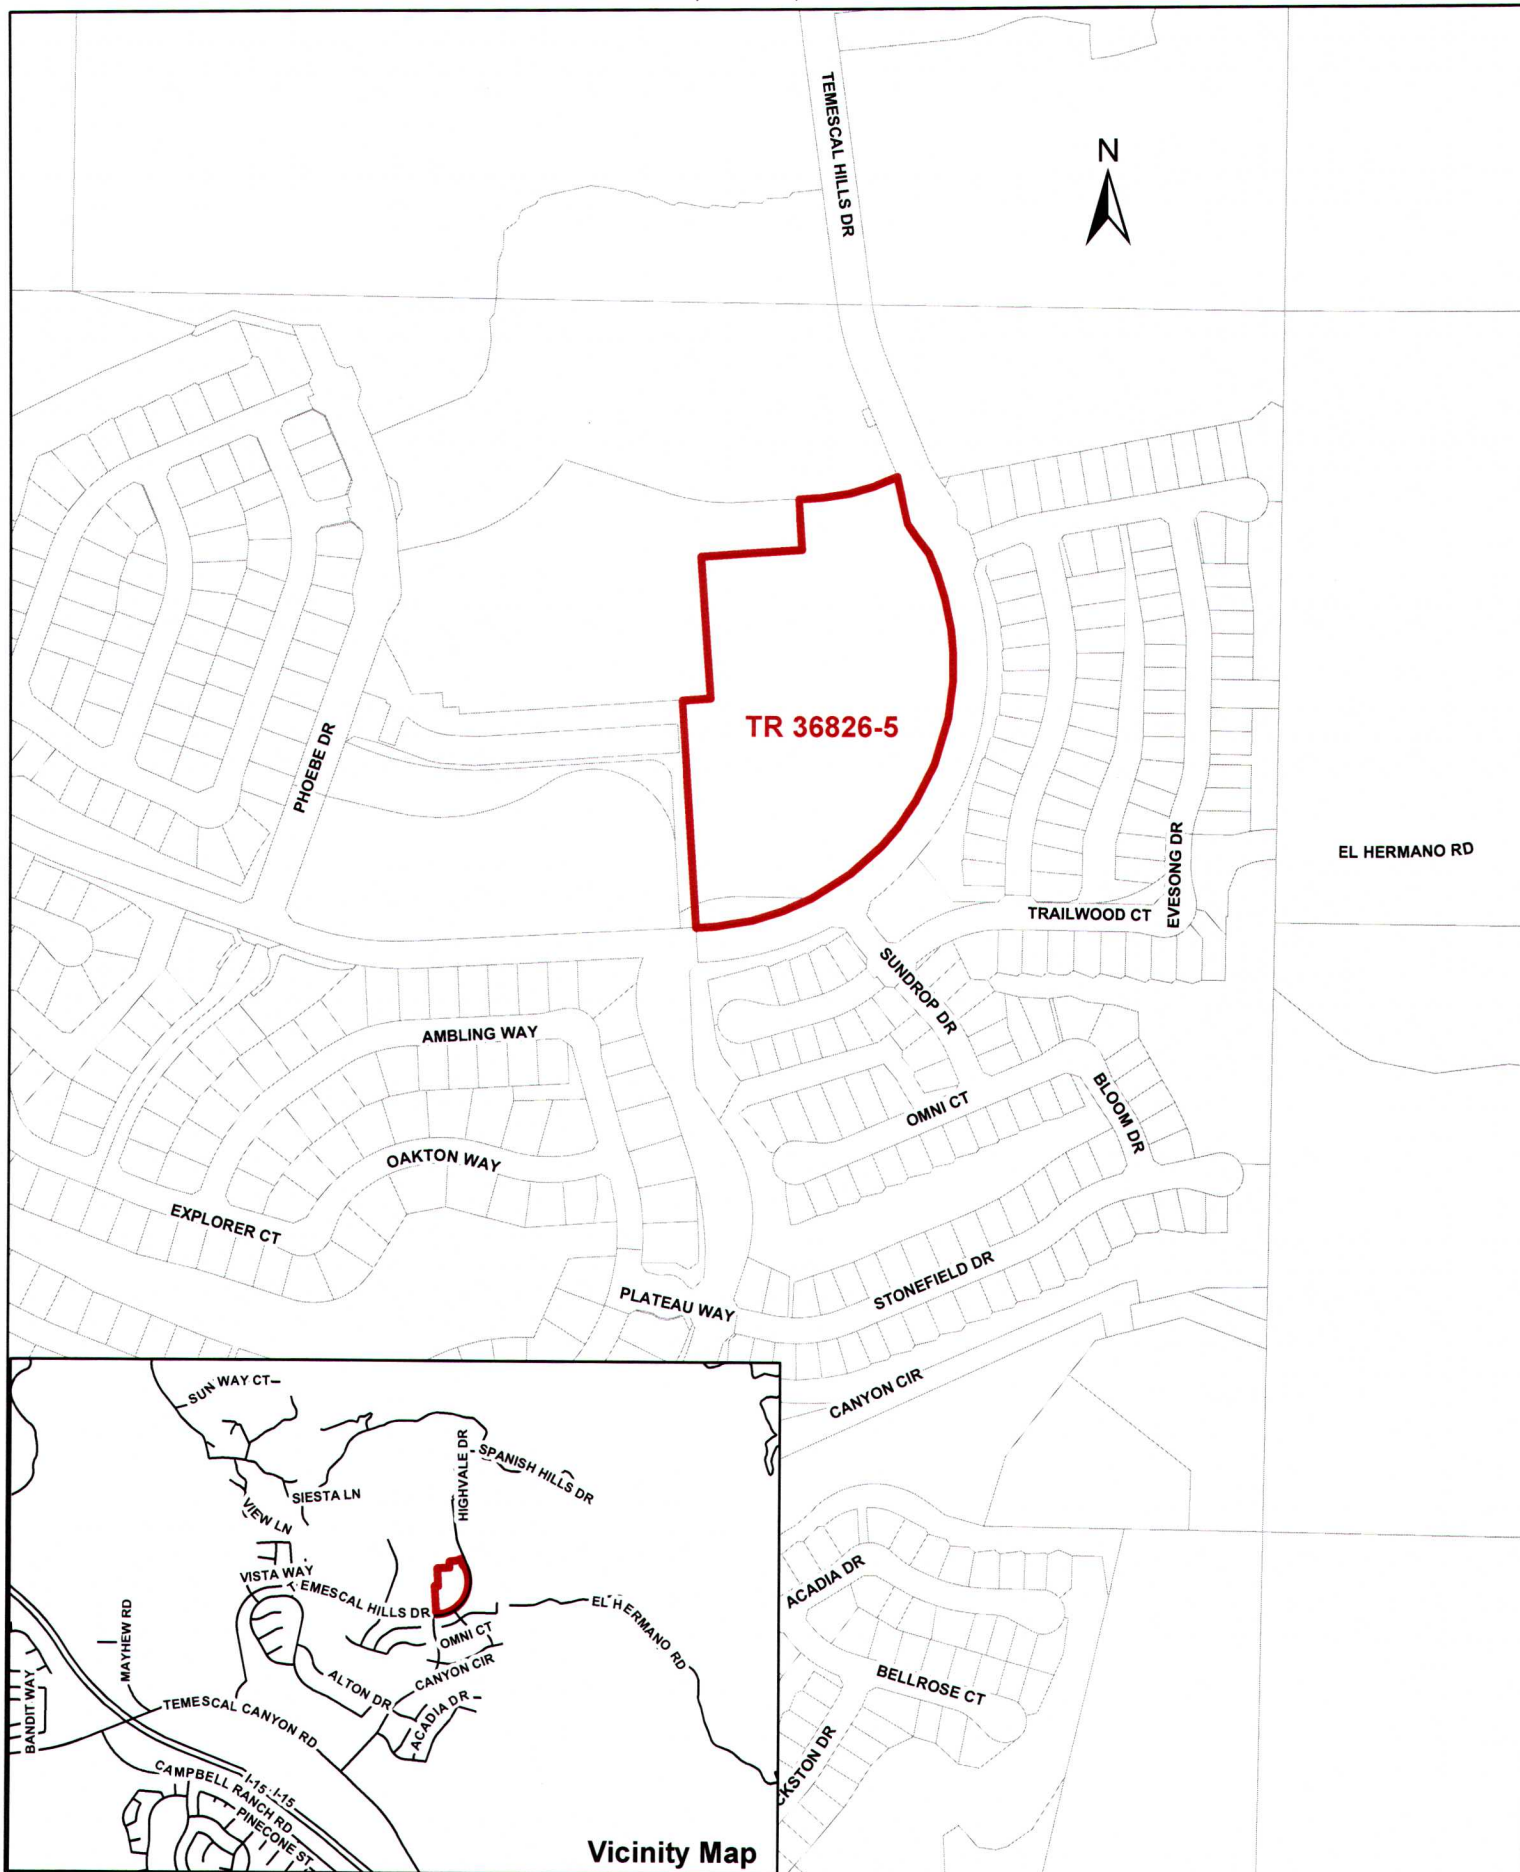 TEMESCAL HILLS DR
N
TR 36826-5
PHOEBE DR
EVESONG DR
EL HERMANO RD
TRAILWOOD CT
SUNDROP DR
AMBLING WAY
BLOOM DR
OMNI CT
OAKTON WAY
EXPLORER CT
STONEFIELD DR
PLATEAU WAY
CANYON CIR
ACADIA DR
BELLROSE CT
CKSTON DR
SUN WAY CT
HIGHVALE DR
SPANISH HILLS DR
SIESTA LN
VIEW LN
VISTA WAY
TEMESCAL HILLS DR
EL HERMANO RD
MAYHEW RD
OMNI CT
CANYON CIR
ALTON DR
ACADIA DR
BANDIT WAY
TEMESCAL CANYON RD
CAMPBELL RANCH RD
I-15
I-15
PINECONE ST
Vicinity Map